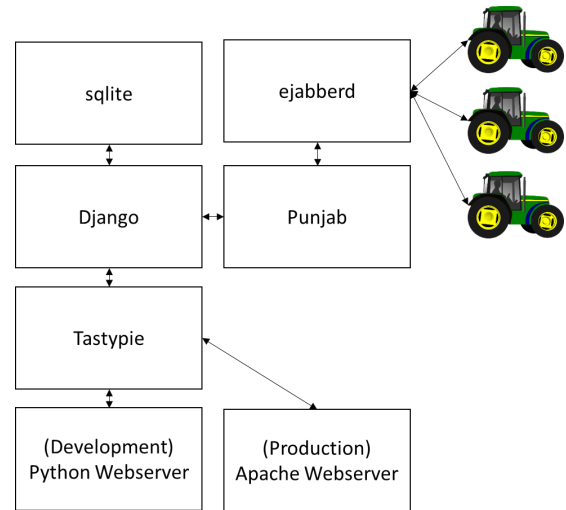 sqlite
ejabberd
Django
Punjab
Tastypie
(Development)
Python Webserver
(Production)
Apache Webserver